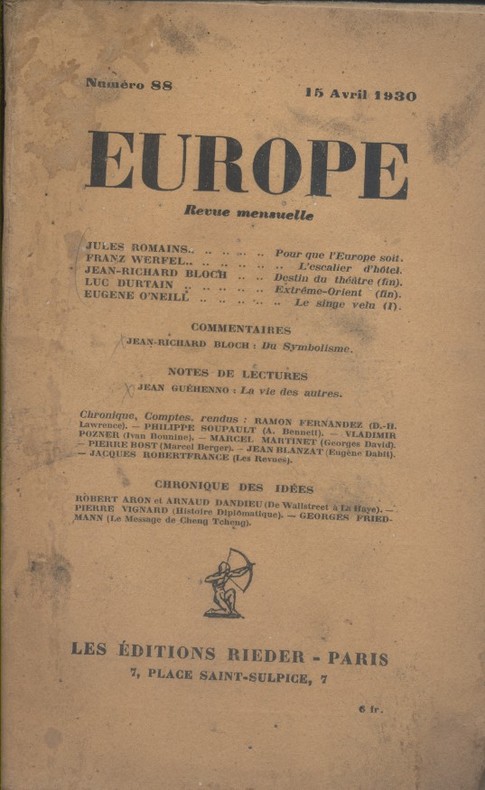 Numéro 88
15 Avril 1930
EUROPE
Revue mensuelle
JULES ROMAINS.. .. .. .. .. Pour que l'Europe soit.
FRANZ WERFEL.. .. .. .. .. .. .. L'escalier d'hôtel.
JEAN-RICHARD BLOCH .. .. Destin du théâtre (fin).
LUC DURTAIN .. .. .. .. .. Extrême-Orient (fin).
EUGENE O'NEILL .. .. .. .. .. Le singe velu (I).
COMMENTAIRES
JEAN-RICHARD BLOCH : Du Symbolisme.
NOTES DE LECTURES
JEAN GUÉHENNO : La vie des autres.
Chronique, Comptes. rendus : RAMON FERNANDEZ (D.-H.
Lawrence). — PHILIPPE SOUPAULT (A. Bennett). — VLADIMIR
POZNER (Ivan Bounine). — MARCEL MARTINET (Georges David).
— PIERRE BOST (Marcel Berger). — JEAN BLANZAT (Eugène Dabit).
— JACQUES ROBERTFRANCE (Les Revues).
CHRONIQUE DES IDÉES
ROBERT ARON et ARNAUD DANDIEU (De Wallstreet à La Haye). —
PIERRE VIGNARD (Histoire Diplômatique). — GEORGES FRIED-
MANN (Le Message de Cheng Tcheng).
LES ÉDITIONS RIEDER - PARIS
7, PLACE SAINT-SULPICE, 7
6 fr.